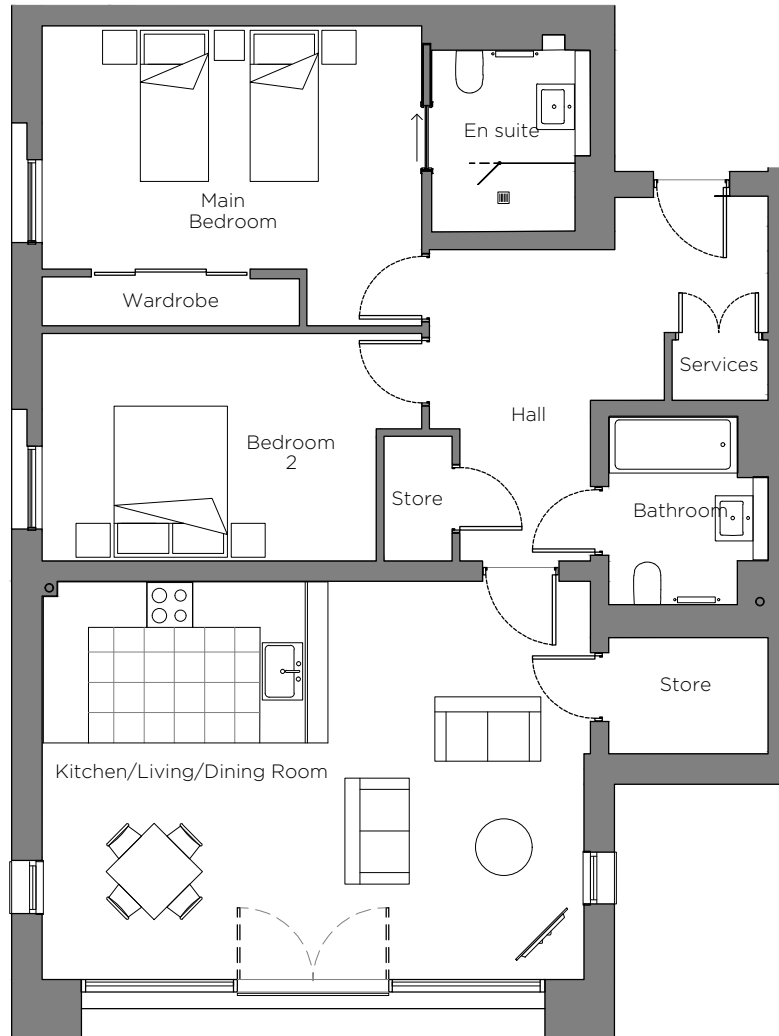 En suite
Main
Bedroom
Wardrobe
Services
Hall
Bedroom
2
Store
Bathroom
Store
Kitchen/Living/Dining Room